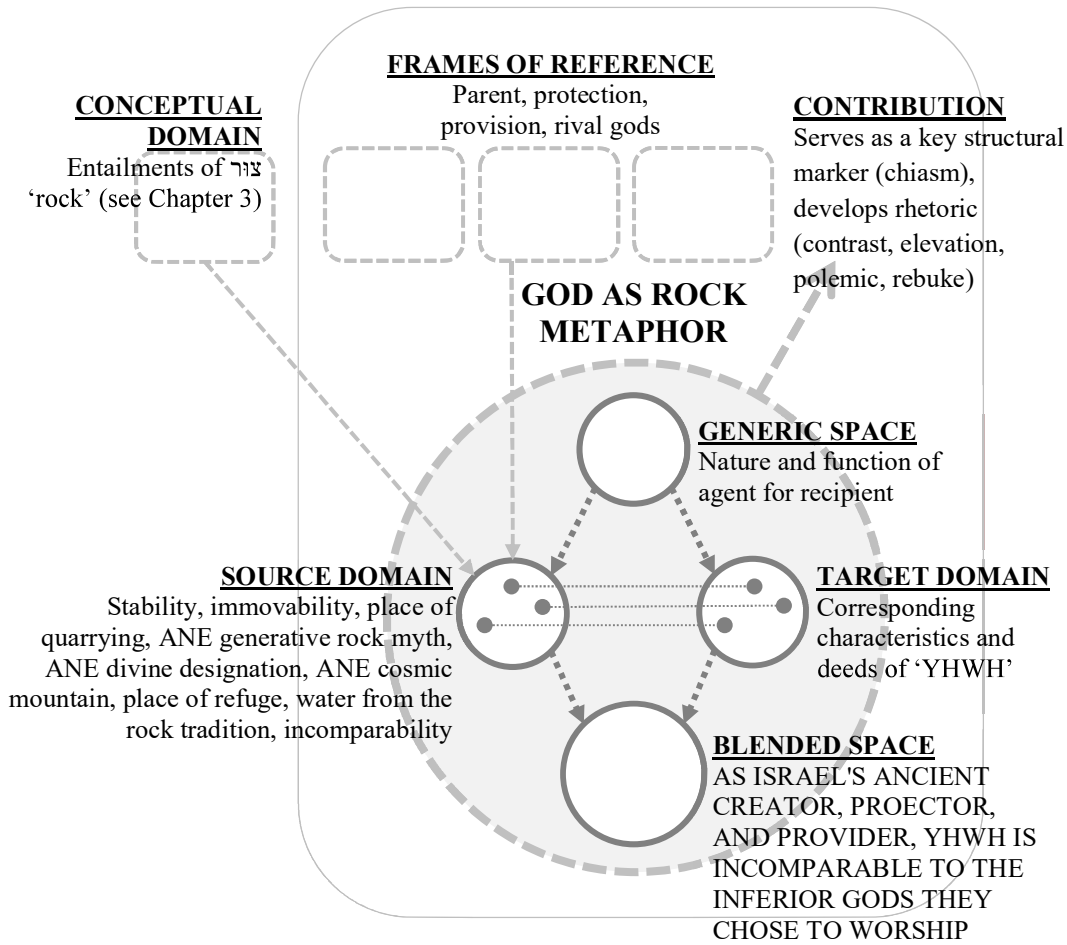 FRAMES OF REFERENCE
Parent, protection,
provision, rival gods
CONCEPTUAL
DOMAIN
Entailments of צוּר
‘rock’ (see Chapter 3)
CONTRIBUTION
Serves as a key structural
marker (chiasm),
develops rhetoric
(contrast, elevation,
polemic, rebuke)
GOD AS ROCK
METAPHOR
GENERIC SPACE
Nature and function of
agent for recipient
SOURCE DOMAIN
Stability, immovability, place of
quarrying, ANE generative rock myth,
ANE divine designation, ANE cosmic
mountain, place of refuge, water from the
rock tradition, incomparability
TARGET DOMAIN
Corresponding
characteristics and
deeds of ‘YHWH’
BLENDED SPACE
AS ISRAEL'S ANCIENT
CREATOR, PROECTOR,
AND PROVIDER, YHWH IS
INCOMPARABLE TO THE
INFERIOR GODS THEY
CHOSE TO WORSHIP